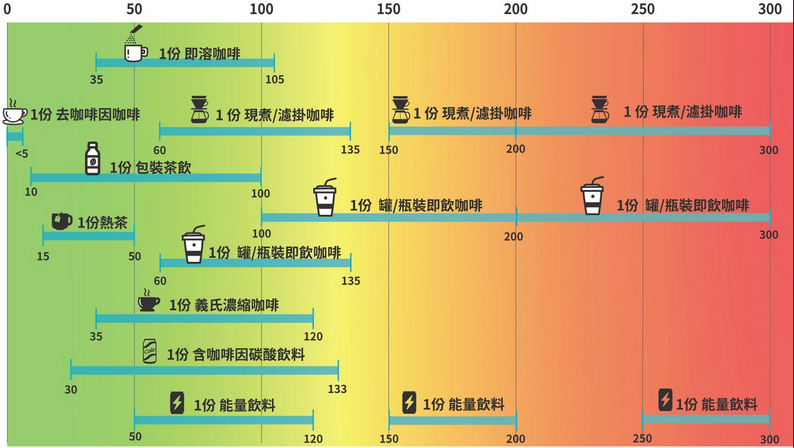 0 50 100 150 200 250 300
1份 即溶咖啡
35 105
1份 去咖啡因咖啡
1 份 現煮/濾掛咖啡
1 份 現煮/濾掛咖啡
1 份 現煮/濾掛咖啡
<5
60 135 150 200 300
1份 包裝茶飲
10 100
1份 罐/瓶裝即飲咖啡
1份 罐/瓶裝即飲咖啡
100 200 300
1份熱茶
15 50
1份 罐/瓶裝即飲咖啡
60 135
1份 義氏濃縮咖啡
35 120
Cola
1份 含咖啡因碳酸飲料
30 133
1份 能量飲料
1份 能量飲料
1份 能量飲料
50 120 150 200 250 300